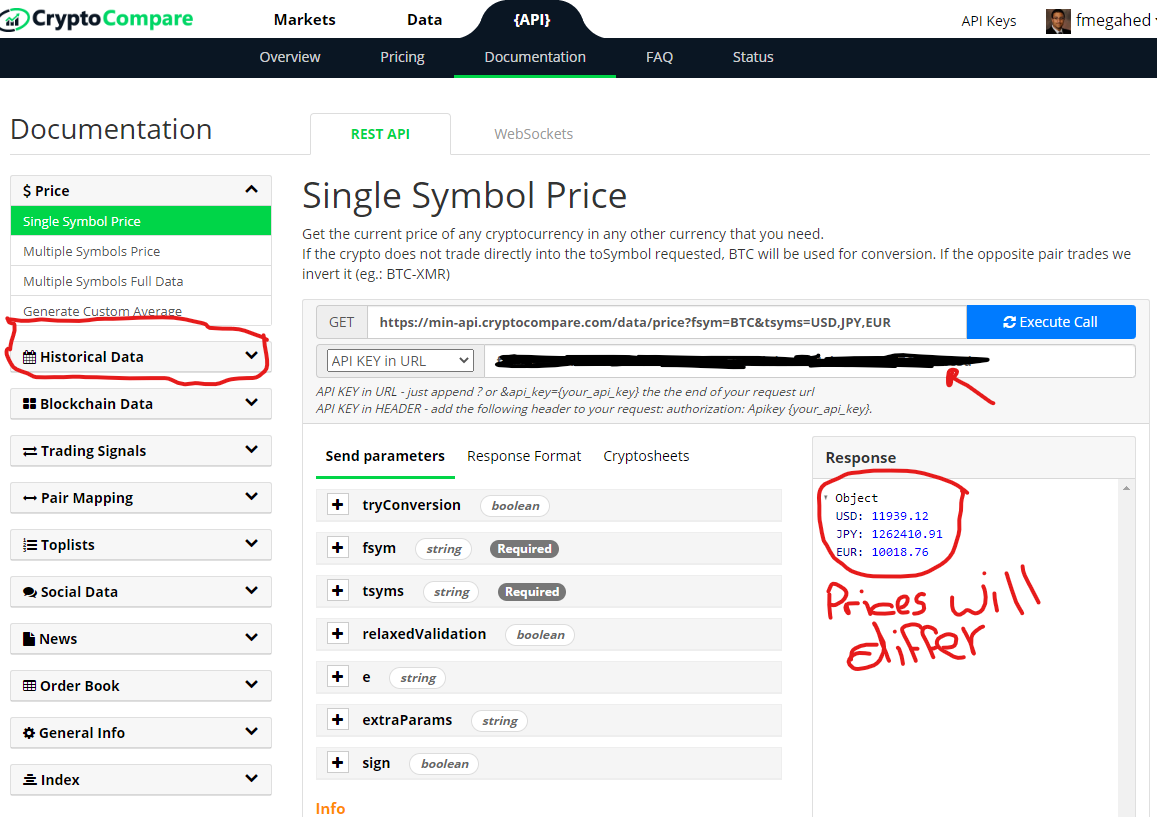 CryptoCompare
Markets
Data
{API}
API Keys
fmegahed
Overview
Pricing
Documentation
FAQ
Status
Documentation
REST API
WebSockets
$ Price
Single Symbol Price
Multiple Symbols Price
Multiple Symbols Full Data
Generate Custom Average
Historical Data
Blockchain Data
Trading Signals
Pair Mapping
Toplists
Social Data
News
Order Book
General Info
Index
Single Symbol Price
Get the current price of any cryptocurrency in any other currency that you need.
If the crypto does not trade directly into the toSymbol requested, BTC will be used for conversion. If the opposite pair trades we
invert it (eg.: BTC-XMR)
GET
https://min-api.cryptocompare.com/data/price?fsym=BTC&tsyms=USD,JPY,EUR
Execute Call
API KEY in URL
API KEY in URL - just append ? or &api_key={your_api_key} the the end of your request url
API KEY in HEADER - add the following header to your request: authorization: Apikey {your_api_key}.
Send parameters
Response Format
Cryptosheets
tryConversion boolean
fsym string Required
tsyms string Required
relaxedValidation boolean
e string
extraParams string
sign boolean
Info
Response
Object
USD: 11939.12
JPY: 1262410.91
EUR: 10018.76
Prices will
differ